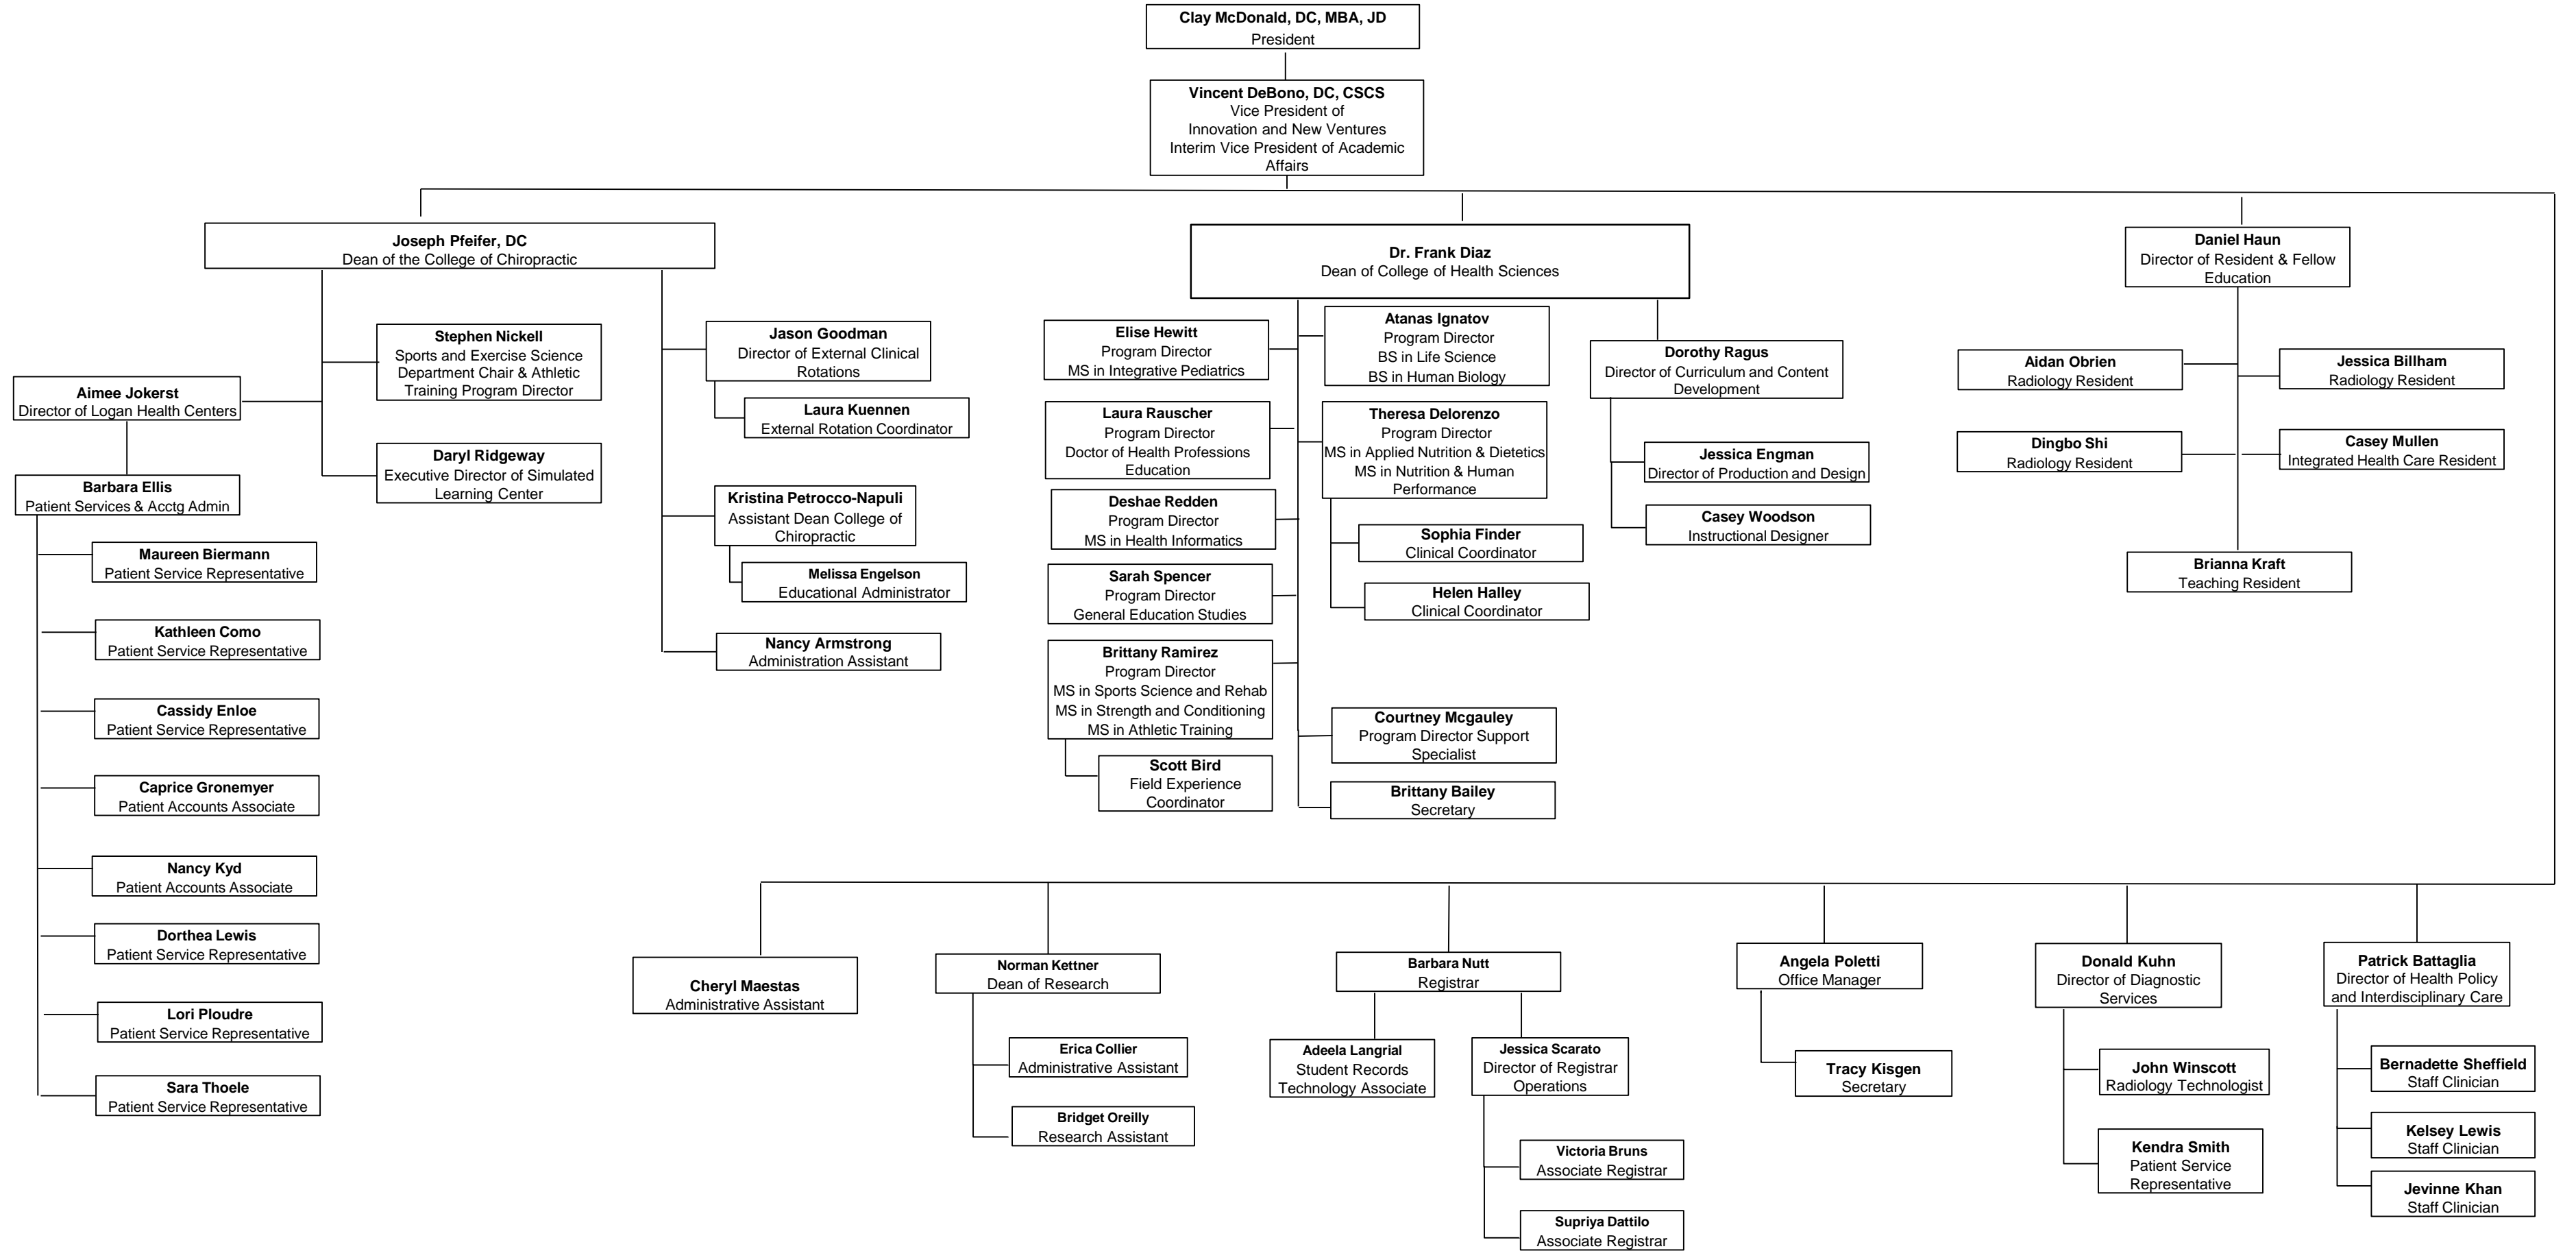 Clay McDonald, DC, MBA, JD
President
Vincent DeBono, DC, CSCS
Vice President of
Innovation and New Ventures
Interim Vice President of Academic
Affairs
Joseph Pfeifer, DC
Dean of the College of Chiropractic
Aimee Jokerst
Director of Logan Health Centers
Barbara Ellis
Patient Services & Acctg Admin
Maureen Biermann
Patient Service Representative
Kathleen Como
Patient Service Representative
Cassidy Enloe
Patient Service Representative
Caprice Gronemyer
Patient Accounts Associate
Nancy Kyd
Patient Accounts Associate
Dorthea Lewis
Patient Service Representative
Lori Ploudre
Patient Service Representative
Sara Thoele
Patient Service Representative
Stephen Nickell
Sports and Exercise Science
Department Chair & Athletic
Training Program Director
Daryl Ridgeway
Executive Director of Simulated
Learning Center
Jason Goodman
Director of External Clinical
Rotations
Laura Kuennen
External Rotation Coordinator
Kristina Petrocco-Napuli
Assistant Dean College of
Chiropractic
Melissa Engelson
Educational Administrator
Nancy Armstrong
Administration Assistant
Dr. Frank Diaz
Dean of College of Health Sciences
Elise Hewitt
Program Director
MS in Integrative Pediatrics
Laura Rauscher
Program Director
Doctor of Health Professions
Education
Deshae Redden
Program Director
MS in Health Informatics
Sarah Spencer
Program Director
General Education Studies
Brittany Ramirez
Program Director
MS in Sports Science and Rehab
MS in Strength and Conditioning
MS in Athletic Training
Scott Bird
Field Experience
Coordinator
Atanas Ignatov
Program Director
BS in Life Science
BS in Human Biology
Theresa Delorenzo
Program Director
MS in Applied Nutrition & Dietetics
MS in Nutrition & Human
Performance
Sophia Finder
Clinical Coordinator
Helen Halley
Clinical Coordinator
Courtney Mcgauley
Program Director Support
Specialist
Brittany Bailey
Secretary
Dorothy Ragus
Director of Curriculum and Content
Development
Jessica Engman
Director of Production and Design
Casey Woodson
Instructional Designer
Daniel Haun
Director of Resident & Fellow
Education
Aidan Obrien
Radiology Resident
Jessica Billham
Radiology Resident
Dingbo Shi
Radiology Resident
Casey Mullen
Integrated Health Care Resident
Brianna Kraft
Teaching Resident
Cheryl Maestas
Administrative Assistant
Norman Kettner
Dean of Research
Erica Collier
Administrative Assistant
Bridget Oreilly
Research Assistant
Barbara Nutt
Registrar
Adeela Langrial
Student Records
Technology Associate
Jessica Scarato
Director of Registrar
Operations
Victoria Bruns
Associate Registrar
Supriya Dattilo
Associate Registrar
Angela Poletti
Office Manager
Tracy Kisgen
Secretary
Donald Kuhn
Director of Diagnostic
Services
John Winscott
Radiology Technologist
Kendra Smith
Patient Service
Representative
Patrick Battaglia
Director of Health Policy
and Interdisciplinary Care
Bernadette Sheffield
Staff Clinician
Kelsey Lewis
Staff Clinician
Jevinne Khan
Staff Clinician